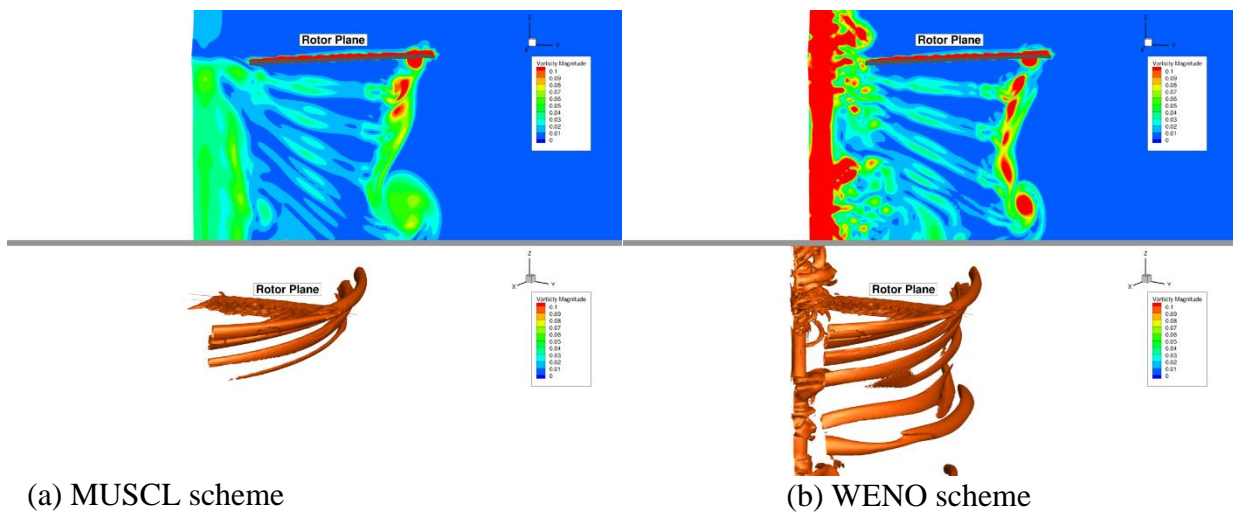 Rotor Plane
Z
Y
Vorticity Magnitude
0.1
0.09
0.08
0.07
0.06
0.05
0.04
0.03
0.02
0.01
0
Rotor Plane
Z
Y
Vorticity Magnitude
0.1
0.09
0.08
0.07
0.06
0.05
0.04
0.03
0.02
0.01
0
Rotor Plane
Z
X
Y
Vorticity Magnitude
0.1
0.09
0.08
0.07
0.06
0.05
0.04
0.03
0.02
0.01
0
Rotor Plane
Z
X
Y
Vorticity Magnitude
0.1
0.09
0.08
0.07
0.06
0.05
0.04
0.03
0.02
0.01
0
(a) MUSCL scheme
(b) WENO scheme